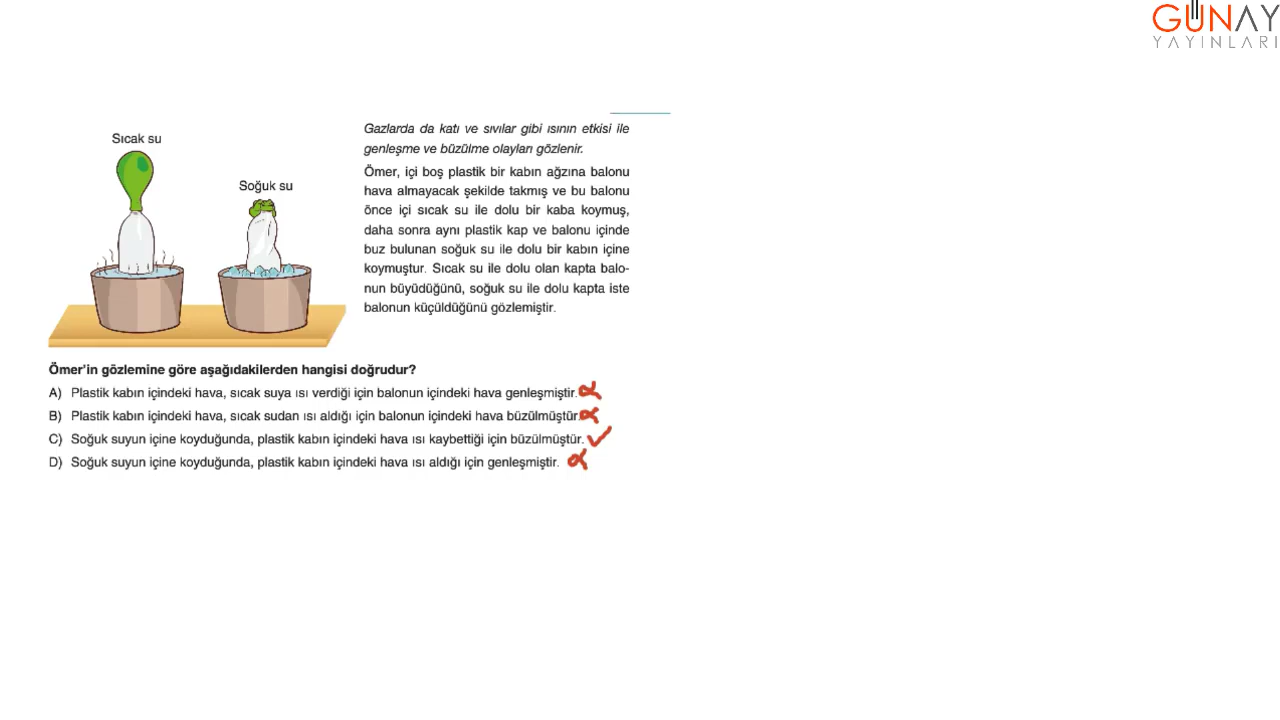 GÜNAY
YAYINLARI
Sıcak su
Soğuk su
Gazlarda da katı ve sıvılar gibi ısının etkisi ile
genleşme ve büzülme olayları gözlenir.
Ömer, içi boş plastik bir kabın ağzına balonu
hava almayacak şekilde takmış ve bu balonu
önce içi sıcak su ile dolu bir kaba koymuş,
daha sonra aynı plastik kap ve balonu içinde
buz bulunan soğuk su ile dolu bir kabın içine
koymuştur. Sıcak su ile dolu olan kapta balo-
nun büyüdüğünü, soğuk su ile dolu kapta iste
balonun küçüldüğünü gözlemiştir.
Ömer'in gözlemine göre aşağıdakilerden hangisi doğrudur?
A) Plastik kabın içindeki hava, sıcak suya ısı verdiği için balonun içindeki hava genleşmiştir.
B) Plastik kabın içindeki hava, sıcak sudan ısı aldığı için balonun içindeki hava büzülmüştür
C) Soğuk suyun içine koyduğunda, plastik kabın içindeki hava ısı kaybettiği için büzülmüştür.
D) Soğuk suyun içine koyduğunda, plastik kabın içindeki hava ısı aldığı için genleşmiştir.